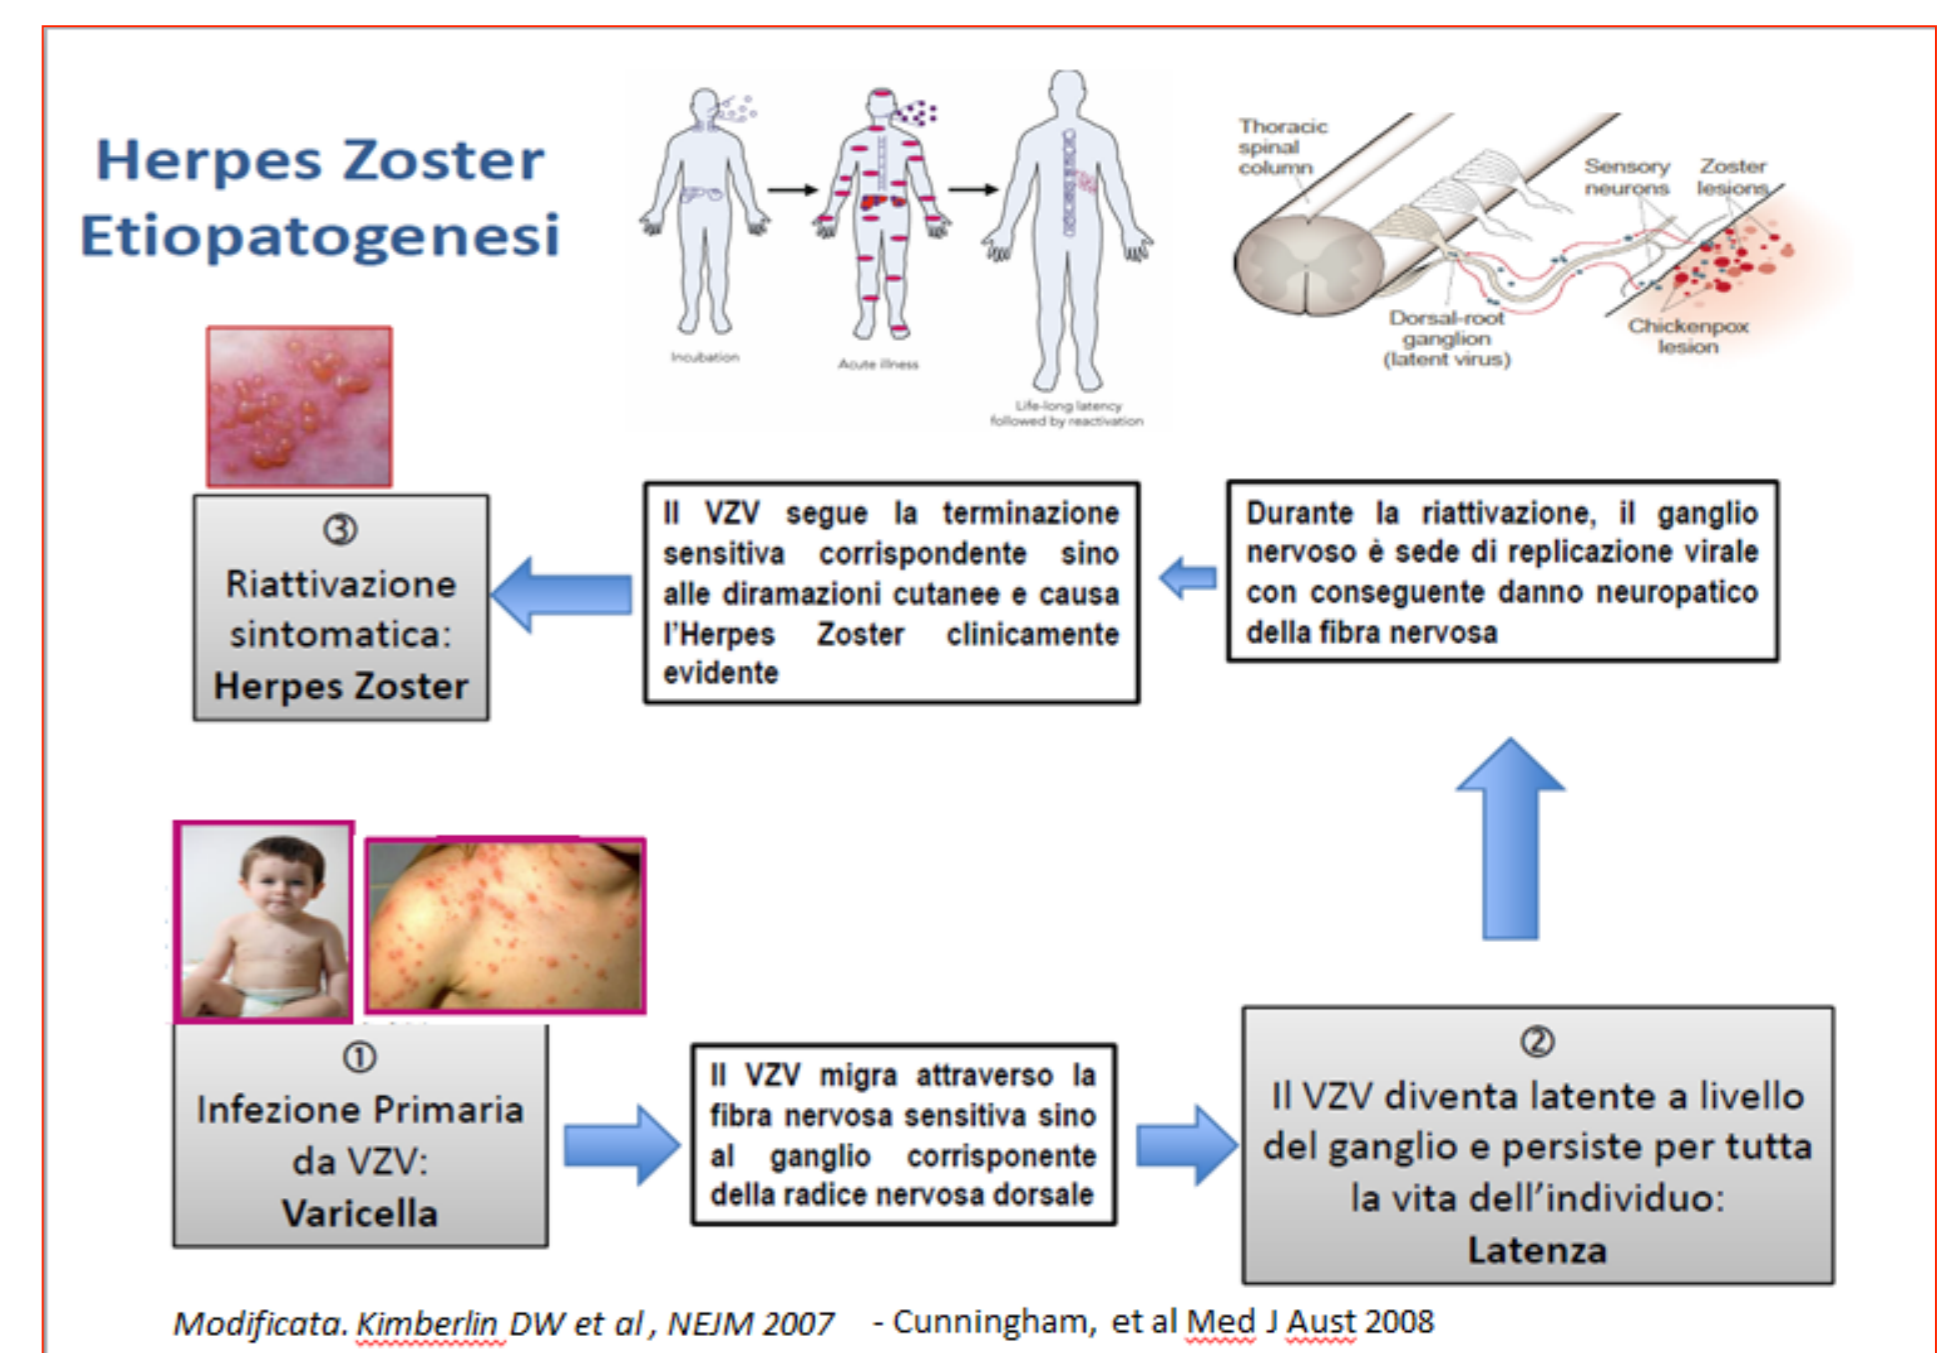 Herpes Zoster
Etiopatogenesi
Incubation
Acute illness
Life-long latency
followed by reactivation
Thoracic
spinal
column
Sensory
neurons
Zoster
lesions
Dorsal-root
ganglion
(latent virus)
Chickenpox
lesion
③
Riattivazione
sintomatica:
Herpes Zoster
Il VZV segue la terminazione
sensitiva corrispondente sino
alle diramazioni cutanee e causa
l'Herpes Zoster clinicamente
evidente
Durante la riattivazione, il ganglio
nervoso è sede di replicazione virale
con conseguente danno neuropatico
della fibra nervosa
①
Infezione Primaria
da VZV:
Varicella
Il VZV migra attraverso la
fibra nervosa sensitiva sino
al ganglio corrisponente
della radice nervosa dorsale
②
Il VZV diventa latente a livello
del ganglio e persiste per tutta
la vita dell'individuo:
Latenza
Modificata. Kimberlin DW et al , NEJM 2007 - Cunningham, et al Med J Aust 2008